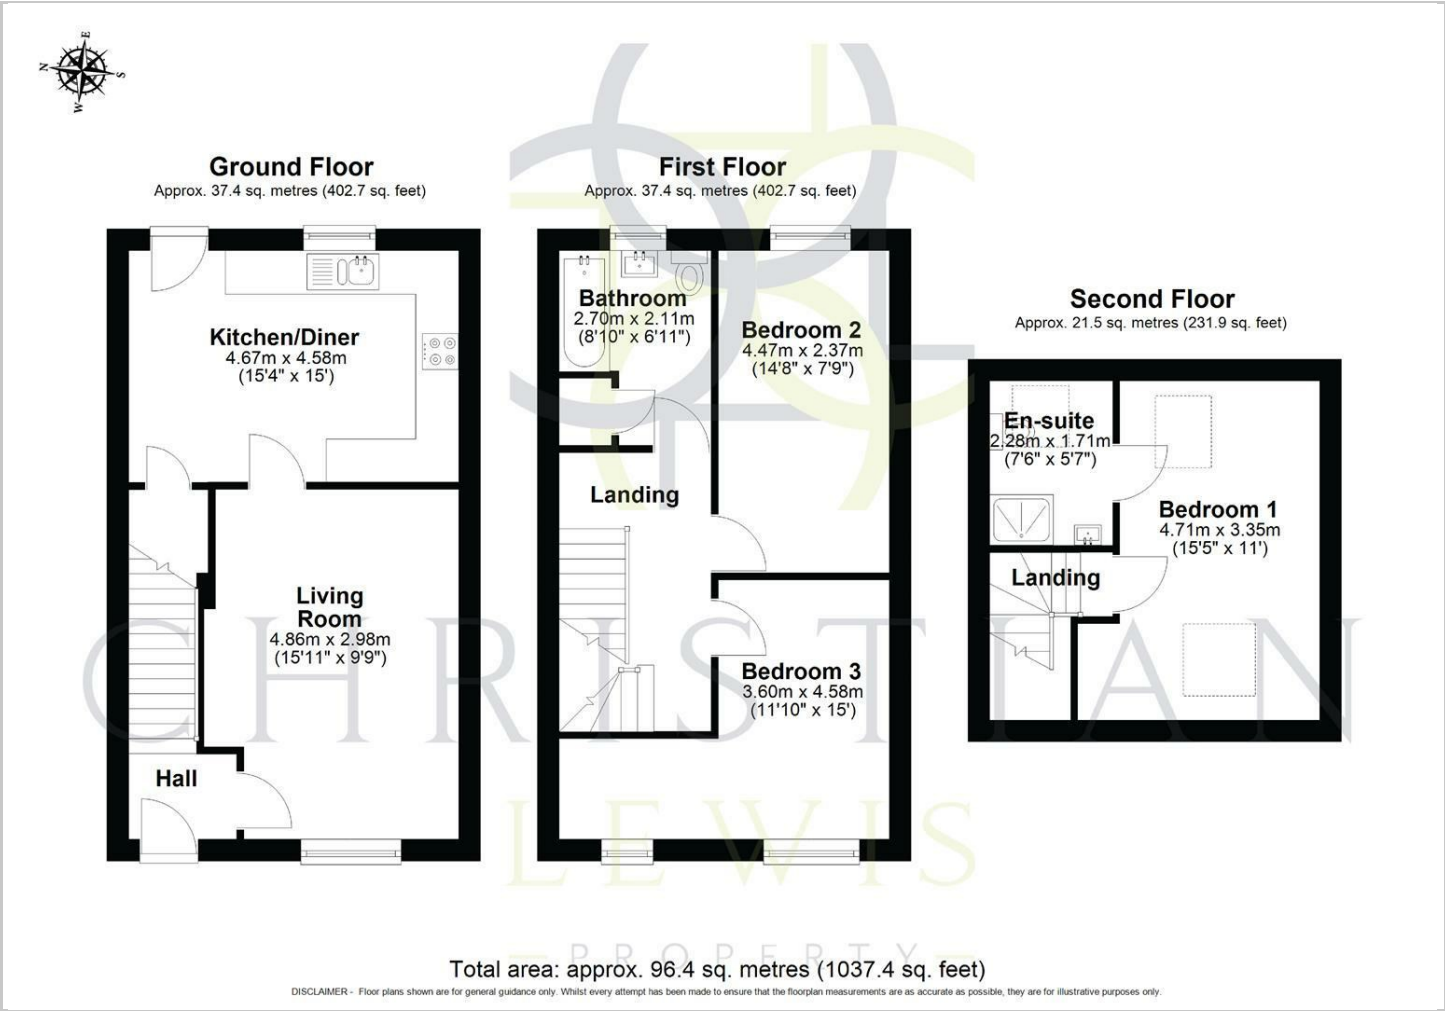 E
N
S
W
Ground Floor
Approx. 37.4 sq. metres (402.7 sq. feet)
Kitchen/Diner
4.67m x 4.58m
(15'4" x 15')
Living
Room
4.86m x 2.98m
(15'11" x 9'9")
Hall
First Floor
Approx. 37.4 sq. metres (402.7 sq. feet)
Bathroom
2.70m x 2.11m
(8'10" x 6'11")
Bedroom 2
4.47m x 2.37m
(14'8" x 7'9")
Landing
Bedroom 3
3.60m x 4.58m
(11'10" x 15')
Second Floor
Approx. 21.5 sq. metres (231.9 sq. feet)
En-suite
2.28m x 1.71m
(7'6" x 5'7")
Bedroom 1
4.71m x 3.35m
(15'5" x 11')
Landing
CHRISTIAN
LEWIS
PROPERTY
Total area: approx. 96.4 sq. metres (1037.4 sq. feet)
DISCLAIMER - Floor plans shown are for general guidance only. Whilst every attempt has been made to ensure that the floorplan measurements are as accurate as possible, they are for illustrative purposes only.